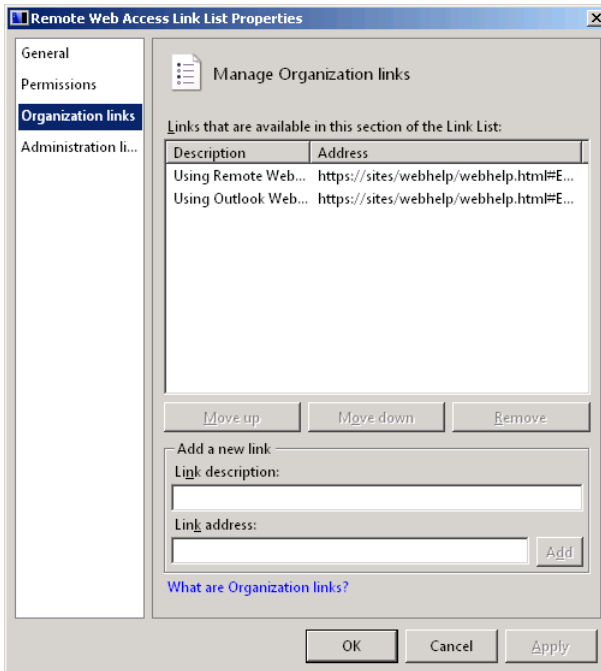 Remote Web Access Link List Properties
General
Permissions
Organization links
Administration li...
Manage Organization links
Links that are available in this section of the Link List:
Description Address
Using Remote Web... https://sites/webhelp/webhelp.html#E...
Using Outlook Web... https://sites/webhelp/webhelp.html#E...
Move up Move down Remove
Add a new link
Link description:
Link address:
Add
What are Organization links?
OK Cancel Apply